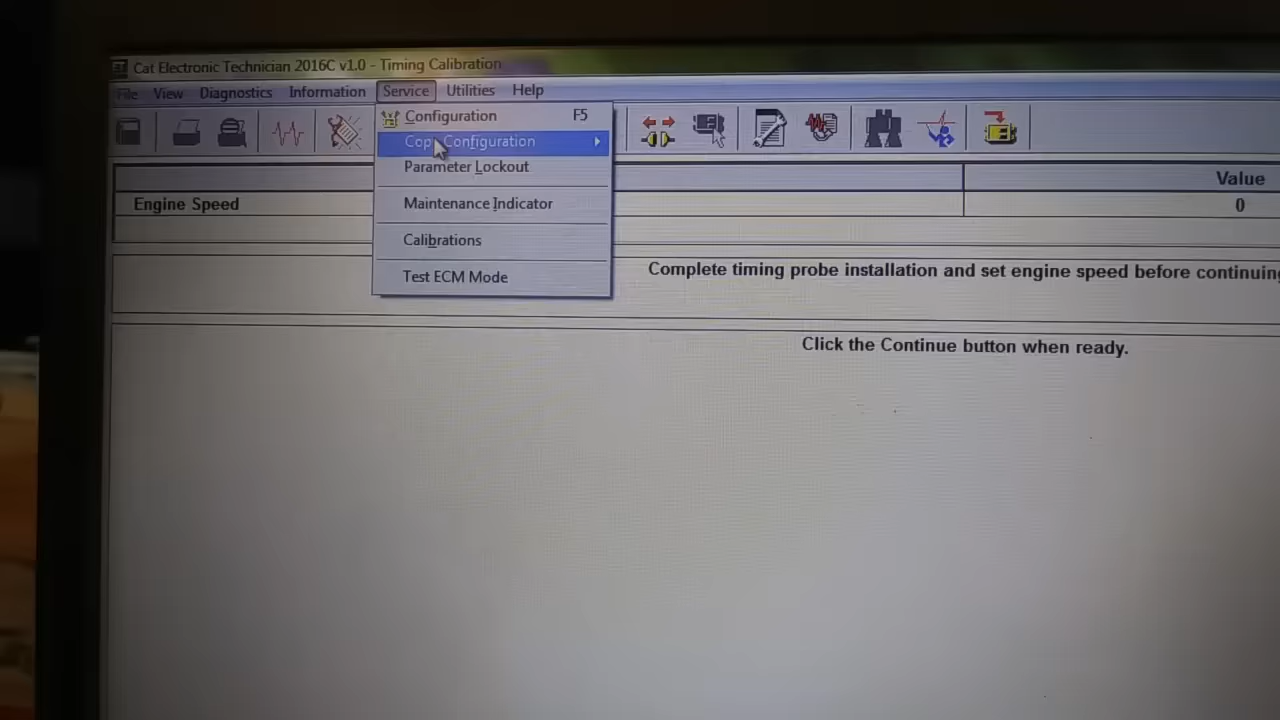 Cat Electronic Technician 2016C v1.0 - Timing Calibration
File View Diagnostics Information Service Utilities Help
Configuration F5
Copy Configuration
Parameter Lockout
Maintenance Indicator
Calibrations
Test ECM Mode
Value
Engine Speed 0
Complete timing probe installation and set engine speed before continuing
Click the Continue button when ready.